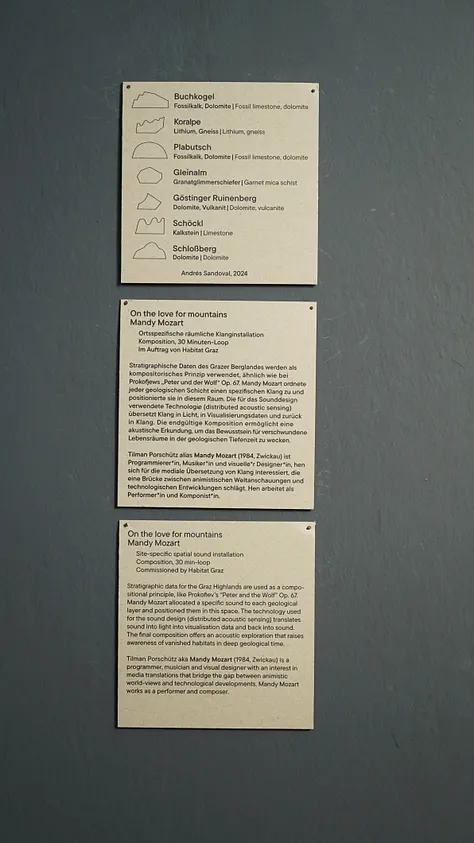 Buchkogel
Fossilkalk, Dolomite | Fossil limestone, dolomite
Koralpe
Lithium, Gneiss | Lithium, gneiss
Plabutsch
Fossilkalk, Dolomite | Fossil limestone, dolomite
Gleinalm
Granatglimmerschiefer | Garnet mica schist
Göstinger Ruinenberg
Dolomite, Vulkanit | Dolomite, vulcanite
Schöckl
Kalkstein | Limestone
Schloßberg
Dolomite | Dolomite
Andrés Sandoval, 2024
On the love for mountains
Mandy Mozart
Ortsspezifische räumliche Klanginstallation
Komposition, 30 Minuten-Loop
Im Auftrag von Habitat Graz
Stratigraphische Daten des Grazer Berglandes werden als
kompositorisches Prinzip verwendet, ähnlich wie bei
Prokofjews „Peter und der Wolf“ Op. 67. Mandy Mozart ordnete
jeder geologischen Schicht einen spezifischen Klang zu und
positionierte sie in diesem Raum. Die für das Sounddesign
verwendete Technologie (distributed acoustic sensing)
übersetzt Klang in Licht, in Visualisierungsdaten und zurück
in Klang. Die endgültige Komposition ermöglicht eine
akustische Erkundung, um das Bewusstsein für verschwundene
Lebensräume in der geologischen Tiefenzeit zu wecken.
Tilman Porschütz alias Mandy Mozart (1984, Zwickau) ist
Programmierer*in, Musiker*in und visuelle*r Designer*in, hen
sich für die mediale Übersetzung von Klang interessiert, die
eine Brücke zwischen animistischen Weltanschauungen und
technologischen Entwicklungen schlägt. Hen arbeitet als
Performer*in und Komponist*in.
On the love for mountains
Mandy Mozart
Site-specific spatial sound installation
Composition, 30 min-loop
Commissioned by Habitat Graz
Stratigraphic data for the Graz Highlands are used as a compo-
sitional principle, like Prokofiev's "Peter and the Wolf" Op. 67.
Mandy Mozart allocated a specific sound to each geological
layer and positioned them in this space. The technology used
for the sound design (distributed acoustic sensing) translates
sound into light into visualisation data and back into sound.
The final composition offers an acoustic exploration that raises
awareness of vanished habitats in deep geological time.
Tilman Porschütz aka Mandy Mozart (1984, Zwickau) is a
programmer, musician and visual designer with an interest in
media translations that bridge the gap between animistic
world-views and technological developments. Mandy Mozart
works as a performer and composer.